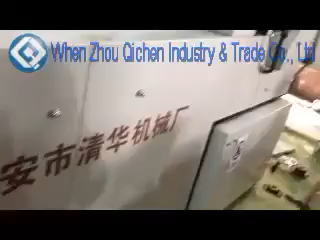 When Zhou Qichen Industry & Trade Co., Ltd
安市清华机械厂